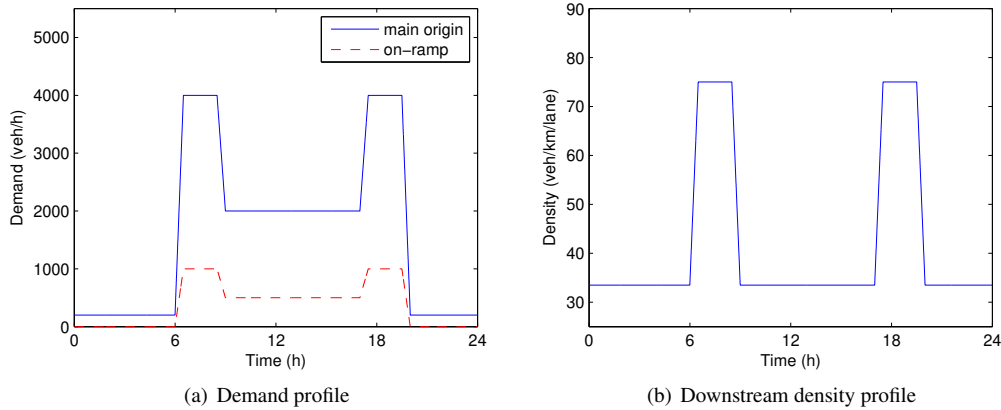 5000
4000
3000
2000
1000
0
Demand (veh/h)
main origin
on−ramp
0 6 12 18 24
Time (h)
(a) Demand profile
90
80
70
60
50
40
30
Density (veh/km/lane)
0 6 12 18 24
Time (h)
(b) Downstream density profile